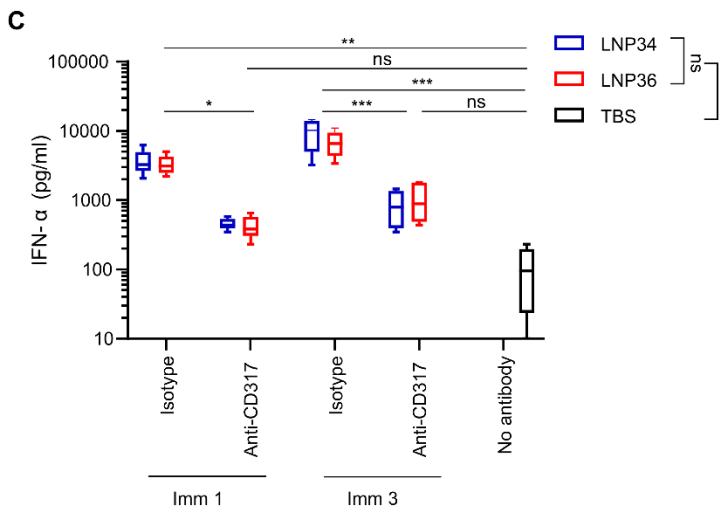 C
**
ns
***
*
***
ns
LNP34
LNP36
TBS
ns
IFN-α (pg/ml)
100000
10000
1000
100
10
Isotype
Anti-CD317
Isotype
Anti-CD317
No antibody
Imm 1
Imm 3